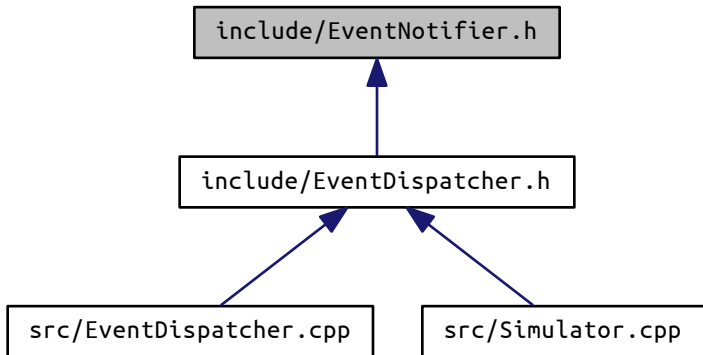 include/EventNotifier.h
include/EventDispatcher.h
src/EventDispatcher.cpp
src/Simulator.cpp